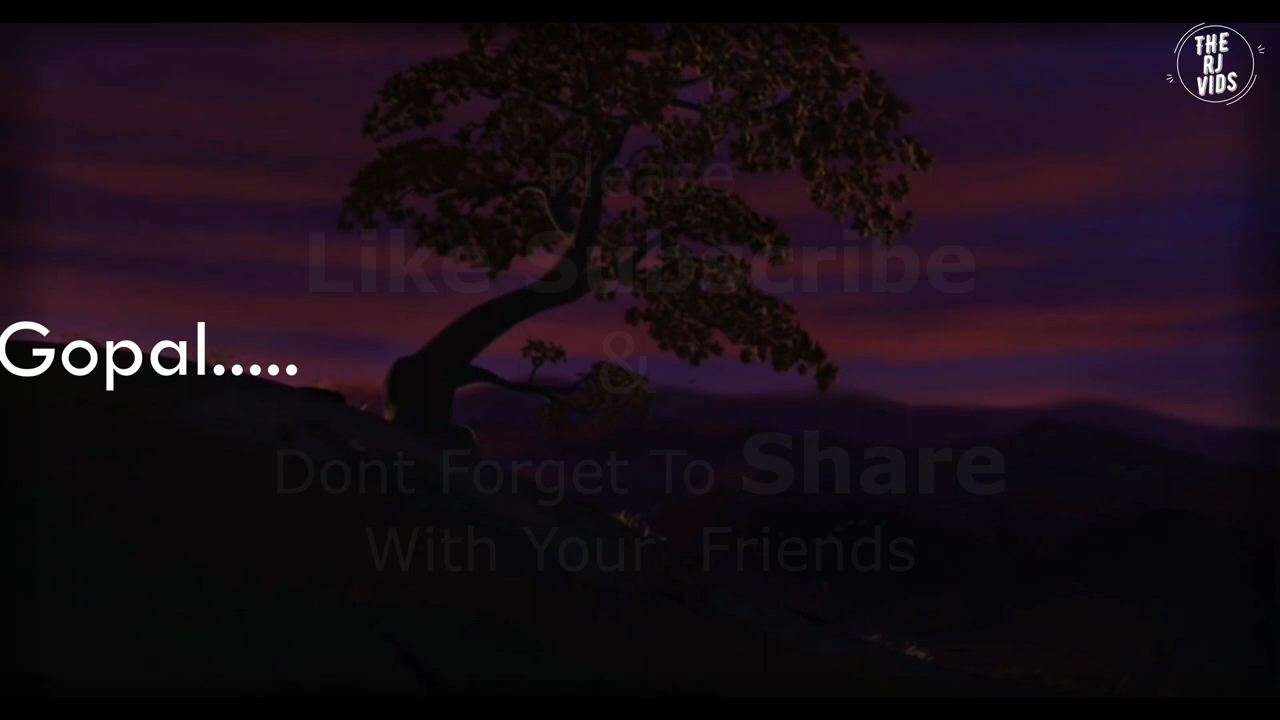 THE
RJ
VIDS
Please
Like Subscribe
&
Gopal.....
Dont Forget To Share
With Your Friends